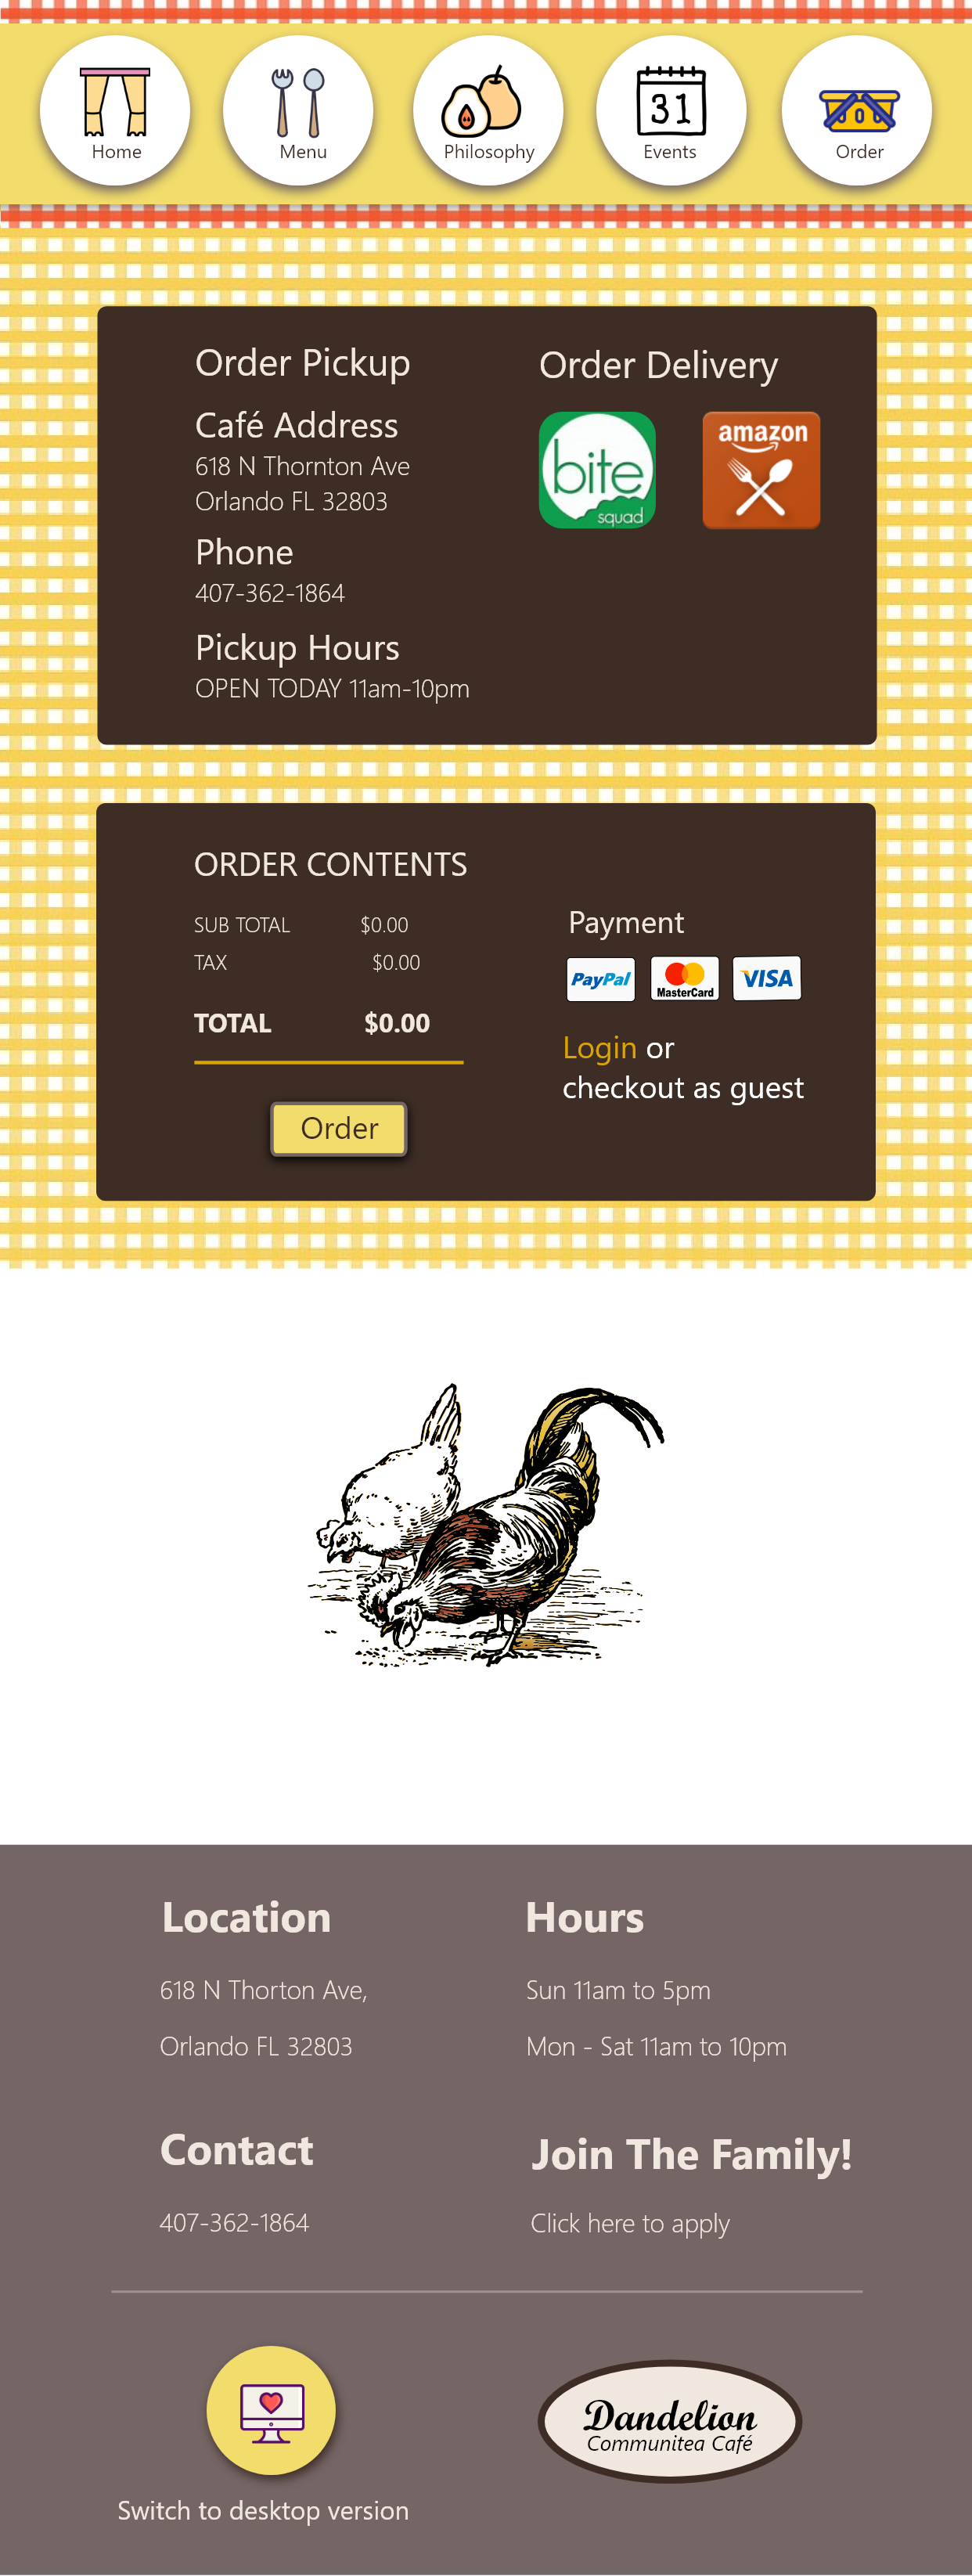 31
Home
Menu
Philosophy
Events
Order
Order Pickup
Café Address
618 N Thornton Ave
Orlando FL 32803
Phone
407-362-1864
Pickup Hours
OPEN TODAY 11am-10pm
Order Delivery
bite
squad
amazon
ORDER CONTENTS
SUB TOTAL $0.00
TAX $0.00
TOTAL $0.00
Order
Payment
PayPal
MasterCard
VISA
Login or
checkout as guest
Location
618 N Thorton Ave,
Orlando FL 32803
Hours
Sun 11am to 5pm
Mon - Sat 11am to 10pm
Contact
407-362-1864
Join The Family!
Click here to apply
Switch to desktop version
Dandelion
Communitea Café